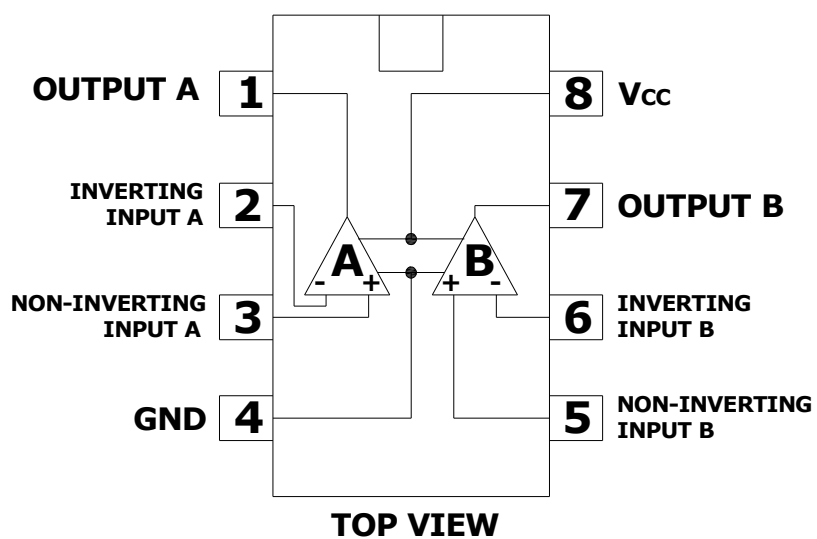 OUTPUT A
1
8
Vcc
INVERTING
INPUT A
2
7
OUTPUT B
A
B
-
+
+
-
NON-INVERTING
INPUT A
3
6
INVERTING
INPUT B
GND
4
5
NON-INVERTING
INPUT B
TOP VIEW